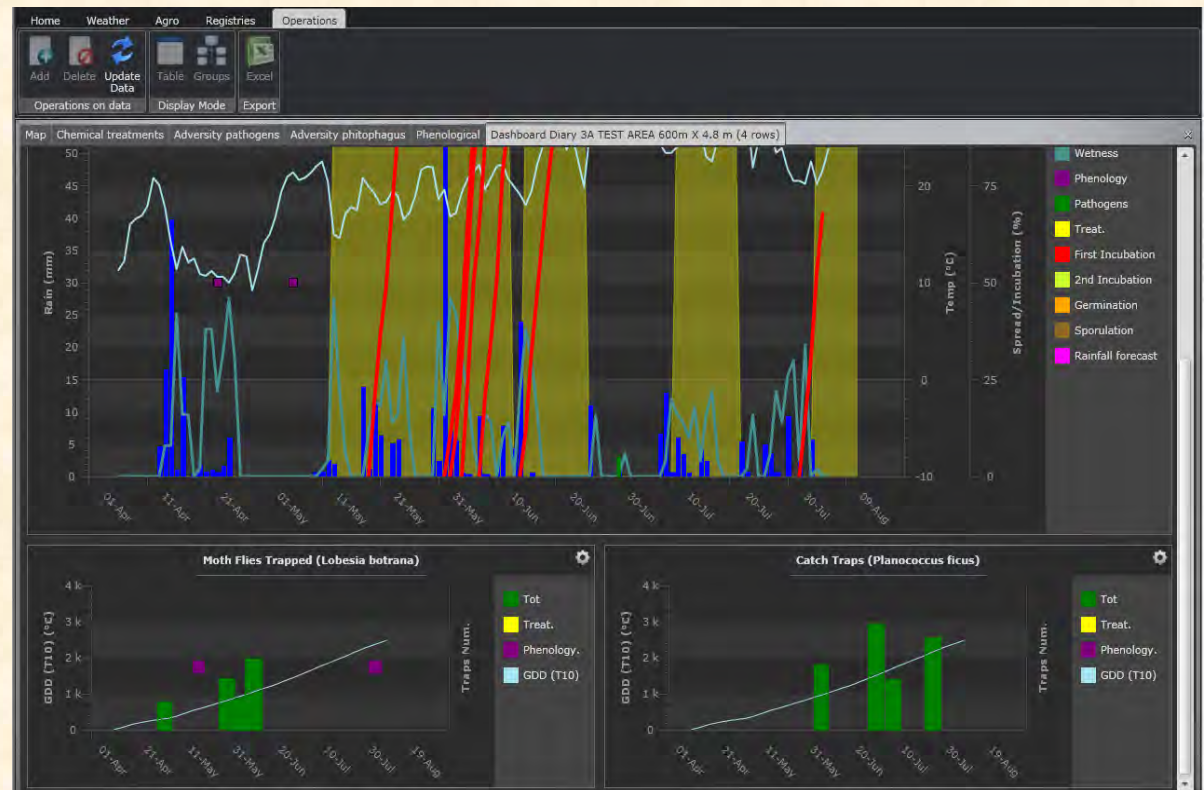 Home Weather Agro Registries Operations
Add Delete Update Data Table Groups Excel
Operations on data Display Mode Export
Map Chemical treatments Adversity pathogens Adversity phitophagus Phenological Dashboard Diary 3A TEST AREA 600m X 4.8 m (4 rows)
Rain (mm)
50
45
40
35
30
25
20
15
10
5
0
Temp (°C)
20
10
0
-10
Spread/Incubation (%)
75
50
25
0
01-Apr 11-Apr 21-Apr 01-May 11-May 21-May 31-May 10-Jun 20-Jun 30-Jun 10-Jul 20-Jul 30-Jul 09-Aug
Wetness
Phenology
Pathogens
Treat.
First Incubation
2nd Incubation
Germination
Sporulation
Rainfall forecast
Moth Flies Trapped (Lobesia botrana)
GDD (T10) (°C)
4 k
3 k
2 k
1 k
0
01-Apr 21-Apr 11-May 31-May 20-Jun 10-Jul 30-Jul 19-Aug
Traps Num.
Tot
Treat.
Phenology.
GDD (T10)
Catch Traps (Planococcus ficus)
GDD (T10) (°C)
4 k
3 k
2 k
1 k
0
01-Apr 21-Apr 11-May 31-May 20-Jun 10-Jul 30-Jul 19-Aug
Traps Num.
Tot
Treat.
Phenology.
GDD (T10)